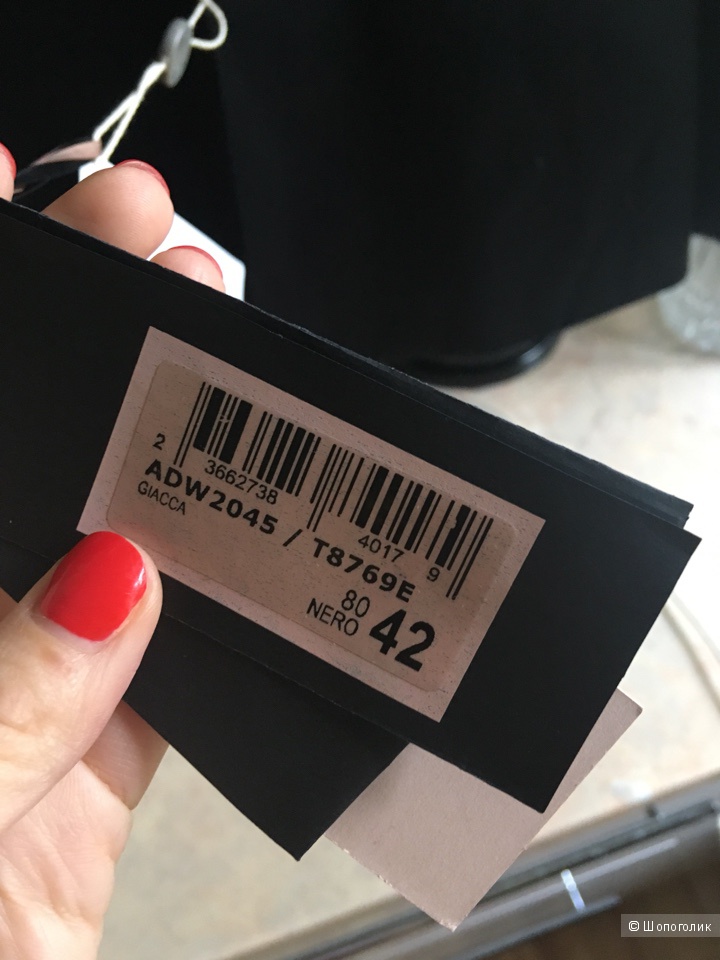 2 3662738 4017 9
ADW2045 / T8769E
GIACCA
80
NERO 42
© Шопоголик